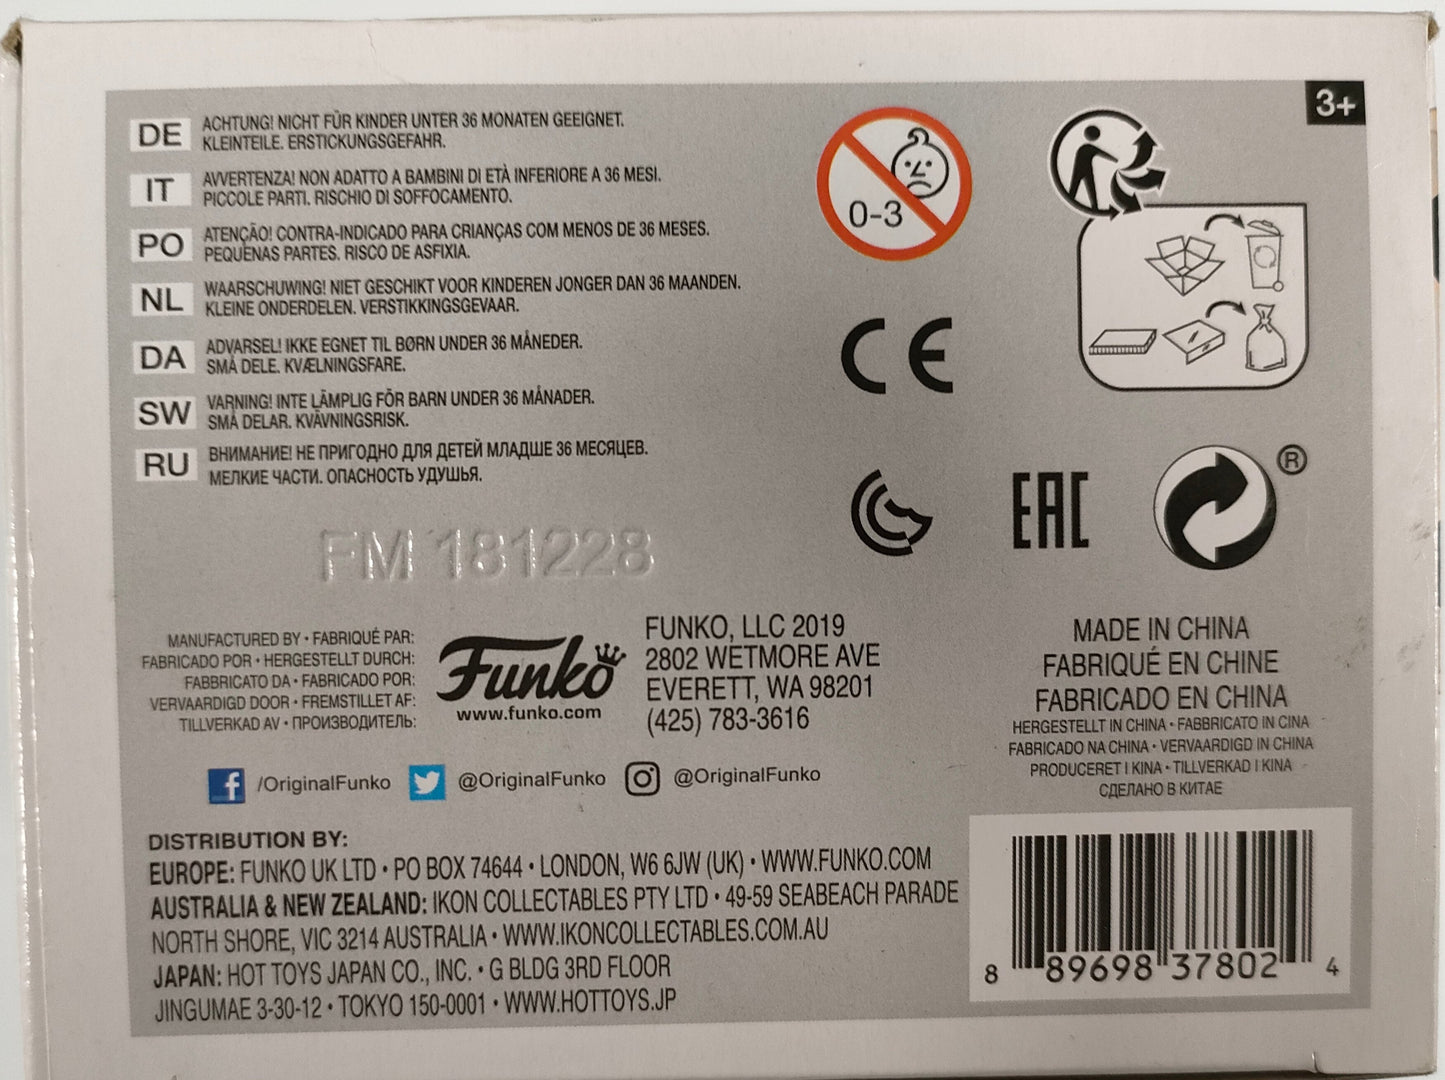 3+
DE
ACHTUNG! NICHT FÜR KINDER UNTER 36 MONATEN GEEIGNET.
KLEINTEILE. ERSTICKUNGSGEFAHR.
IT
AVVERTENZA! NON ADATTO A BAMBINI DI ETÀ INFERIORE A 36 MESI.
PICCOLE PARTI. RISCHIO DI SOFFOCAMENTO.
PO
ATENÇÃO! CONTRA-INDICADO PARA CRIANÇAS COM MENOS DE 36 MESES.
PEQUENAS PARTES. RISCO DE ASFIXIA.
NL
WAARSCHUWING! NIET GESCHIKT VOOR KINDEREN JONGER DAN 36 MAANDEN.
KLEINE ONDERDELEN. VERSTIKKINGSGEVAAR.
DA
ADVARSEL! IKKE EGNET TIL BØRN UNDER 36 MÅNEDER.
SMÅ DELE. KVÆLNINGSFARE.
SW
VARNING! INTE LÄMPLIG FÖR BARN UNDER 36 MÅNADER.
SMÅ DELAR. KVÄVNINGSRISK.
RU
ВНИМАНИЕ! НЕ ПРИГОДНО ДЛЯ ДЕТЕЙ МЛАДШЕ 36 МЕСЯЦЕВ.
МЕЛКИЕ ЧАСТИ. ОПАСНОСТЬ УДУШЬЯ.
0-3
CE
EAC
®
FM 181228
MANUFACTURED BY • FABRIQUÉ PAR:
FABRICADO POR • HERGESTELLT DURCH:
FABBRICATO DA • FABRICADO POR:
VERVAARDIGD DOOR • FREMSTILLET AF:
TILLVERKAD AV • ПРОИЗВОДИТЕЛЬ:
Funko
www.funko.com
FUNKO, LLC 2019
2802 WETMORE AVE
EVERETT, WA 98201
(425) 783-3616
MADE IN CHINA
FABRIQUÉ EN CHINE
FABRICADO EN CHINA
HERGESTELLT IN CHINA • FABBRICATO IN CINA
FABRICADO NA CHINA • VERVAARDIGD IN CHINA
PRODUCERET I KINA • TILLVERKAD I KINA
СДЕЛАНО В КИТАЕ
f /OriginalFunko @OriginalFunko @OriginalFunko
DISTRIBUTION BY:
EUROPE: FUNKO UK LTD • PO BOX 74644 • LONDON, W6 6JW (UK) • WWW.FUNKO.COM
AUSTRALIA & NEW ZEALAND: IKON COLLECTABLES PTY LTD • 49-59 SEABEACH PARADE
NORTH SHORE, VIC 3214 AUSTRALIA • WWW.IKONCOLLECTABLES.COM.AU
JAPAN: HOT TOYS JAPAN CO., INC. • G BLDG 3RD FLOOR
JINGUMAE 3-30-12 • TOKYO 150-0001 • WWW.HOTTOYS.JP
8 89698 37802 4